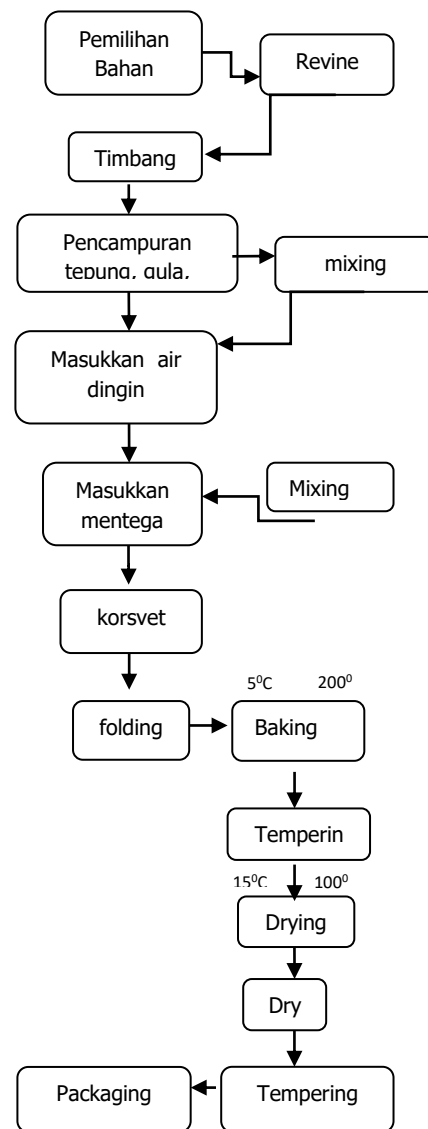 Pemilihan
Bahan
Revine
Timbang
Pencampuran
tepung, gula,
mixing
Masukkan air
dingin
Masukkan
mentega
Mixing
korsvet
folding
5⁰C 200⁰
Baking
Temperin
15⁰C 100⁰
Drying
Dry
Tempering
Packaging